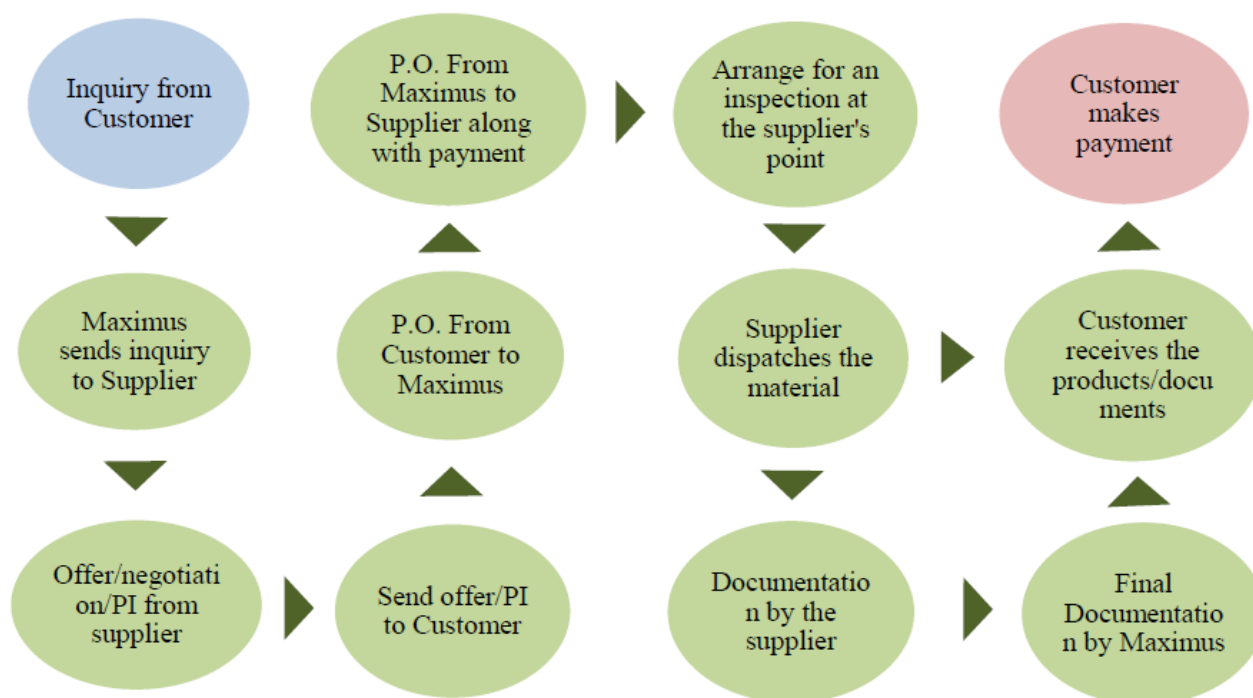 Inquiry from
Customer
Maximus
sends inquiry
to Supplier
Offer/negotiati
on/PI from
supplier
Send offer/PI
to Customer
P.O. From
Customer to
Maximus
P.O. From
Maximus to
Supplier along
with payment
Arrange for an
inspection at
the supplier's
point
Supplier
dispatches the
material
Documentatio
n by the
supplier
Final
Documentatio
n by Maximus
Customer
receives the
products/docu
ments
Customer
makes
payment